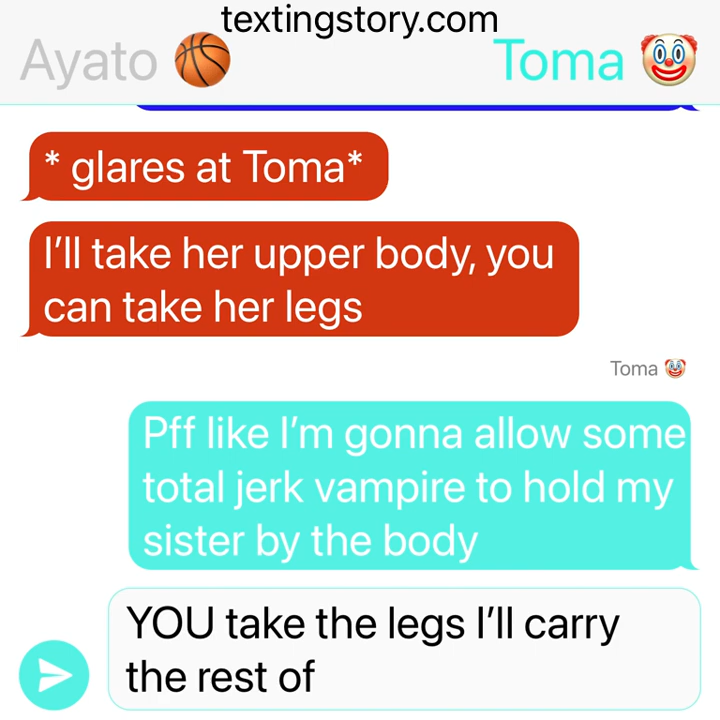 textingstory.com
Ayato 🏀 Toma 🤡
* glares at Toma*
I'll take her upper body, you
can take her legs
Toma 🤡
Pff like I'm gonna allow some
total jerk vampire to hold my
sister by the body
YOU take the legs I'll carry
the rest of